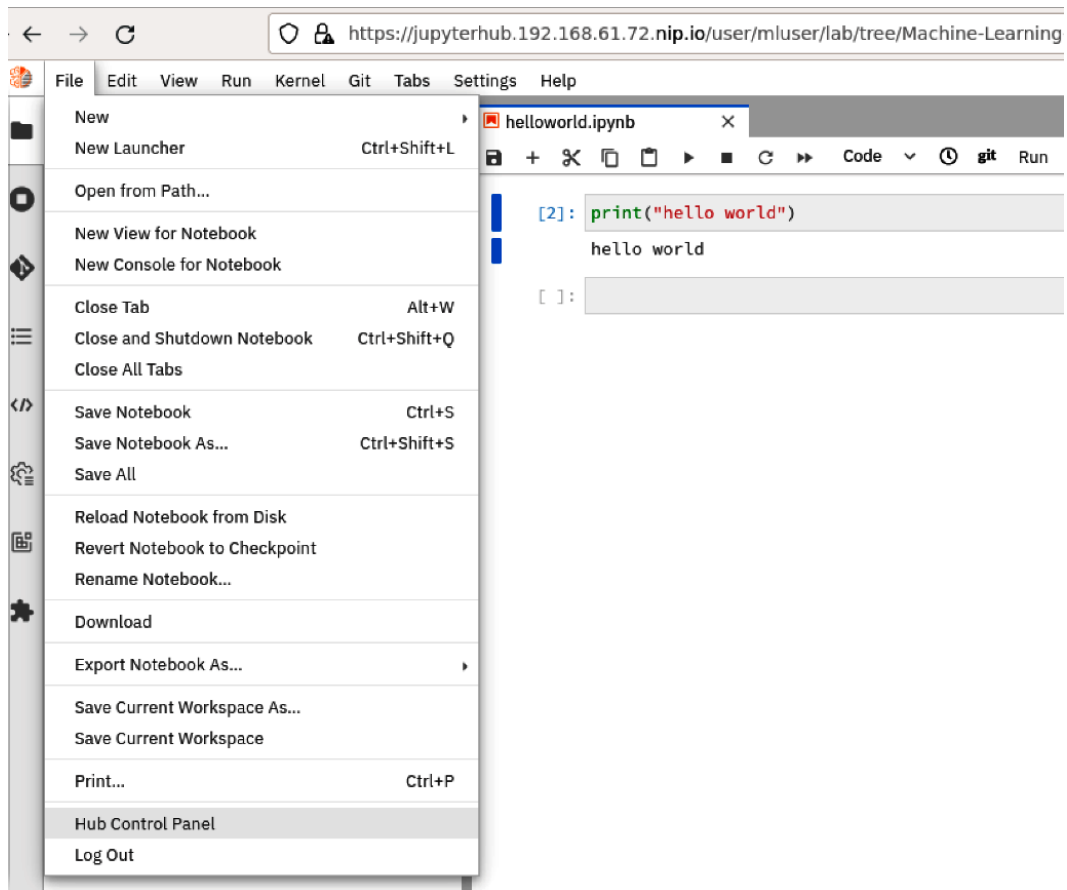 https://jupyterhub.192.168.61.72.nip.io/user/mluser/lab/tree/Machine-Learning-
File Edit View Run Kernel Git Tabs Settings Help
New
New Launcher Ctrl+Shift+L
Open from Path...
New View for Notebook
New Console for Notebook
Close Tab Alt+W
Close and Shutdown Notebook Ctrl+Shift+Q
Close All Tabs
Save Notebook Ctrl+S
Save Notebook As... Ctrl+Shift+S
Save All
Reload Notebook from Disk
Revert Notebook to Checkpoint
Rename Notebook...
Download
Export Notebook As...
Save Current Workspace As...
Save Current Workspace
Print... Ctrl+P
Hub Control Panel
Log Out
helloworld.ipynb
Code git Run
[2]: print("hello world")
hello world
[ ]: